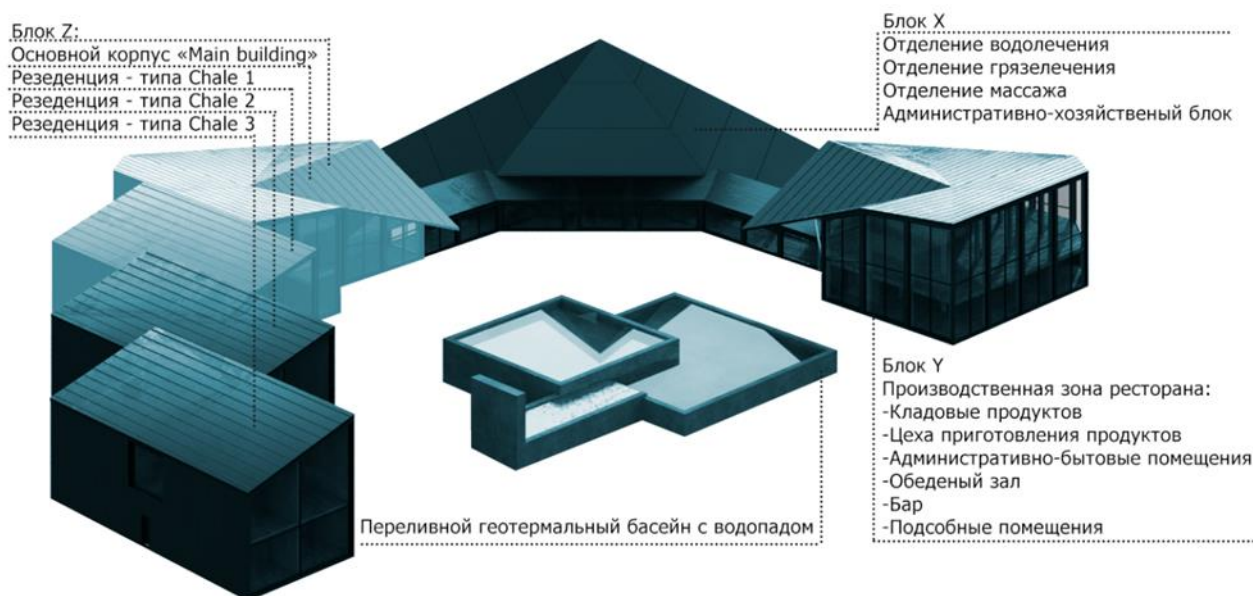 Блок Z:
Основной корпус «Main building»
Резеденция - типа Chale 1
Резеденция - типа Chale 2
Резеденция - типа Chale 3
Блок X
Отделение водолечения
Отделение грязелечения
Отделение массажа
Административно-хозяйственый блок
Блок Y
Производственная зона ресторана:
-Кладовые продуктов
-Цеха приготовления продуктов
-Административно-бытовые помещения
-Обеденый зал
-Бар
-Подсобные помещения
Переливной геотермальный басейн с водопадом